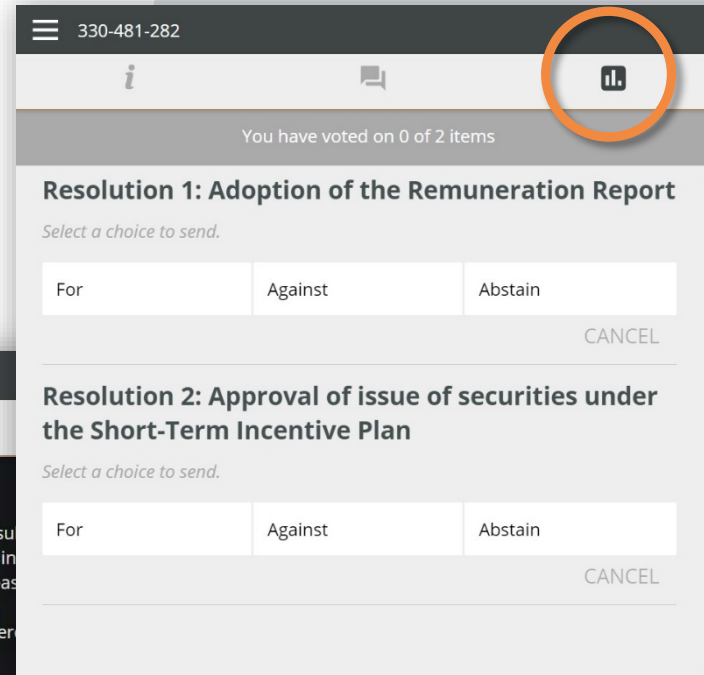 330-481-282
i
You have voted on 0 of 2 items
Resolution 1: Adoption of the Remuneration Report
Select a choice to send.
For Against Abstain
CANCEL
Resolution 2: Approval of issue of securities under
the Short-Term Incentive Plan
Select a choice to send.
For Against Abstain
CANCEL